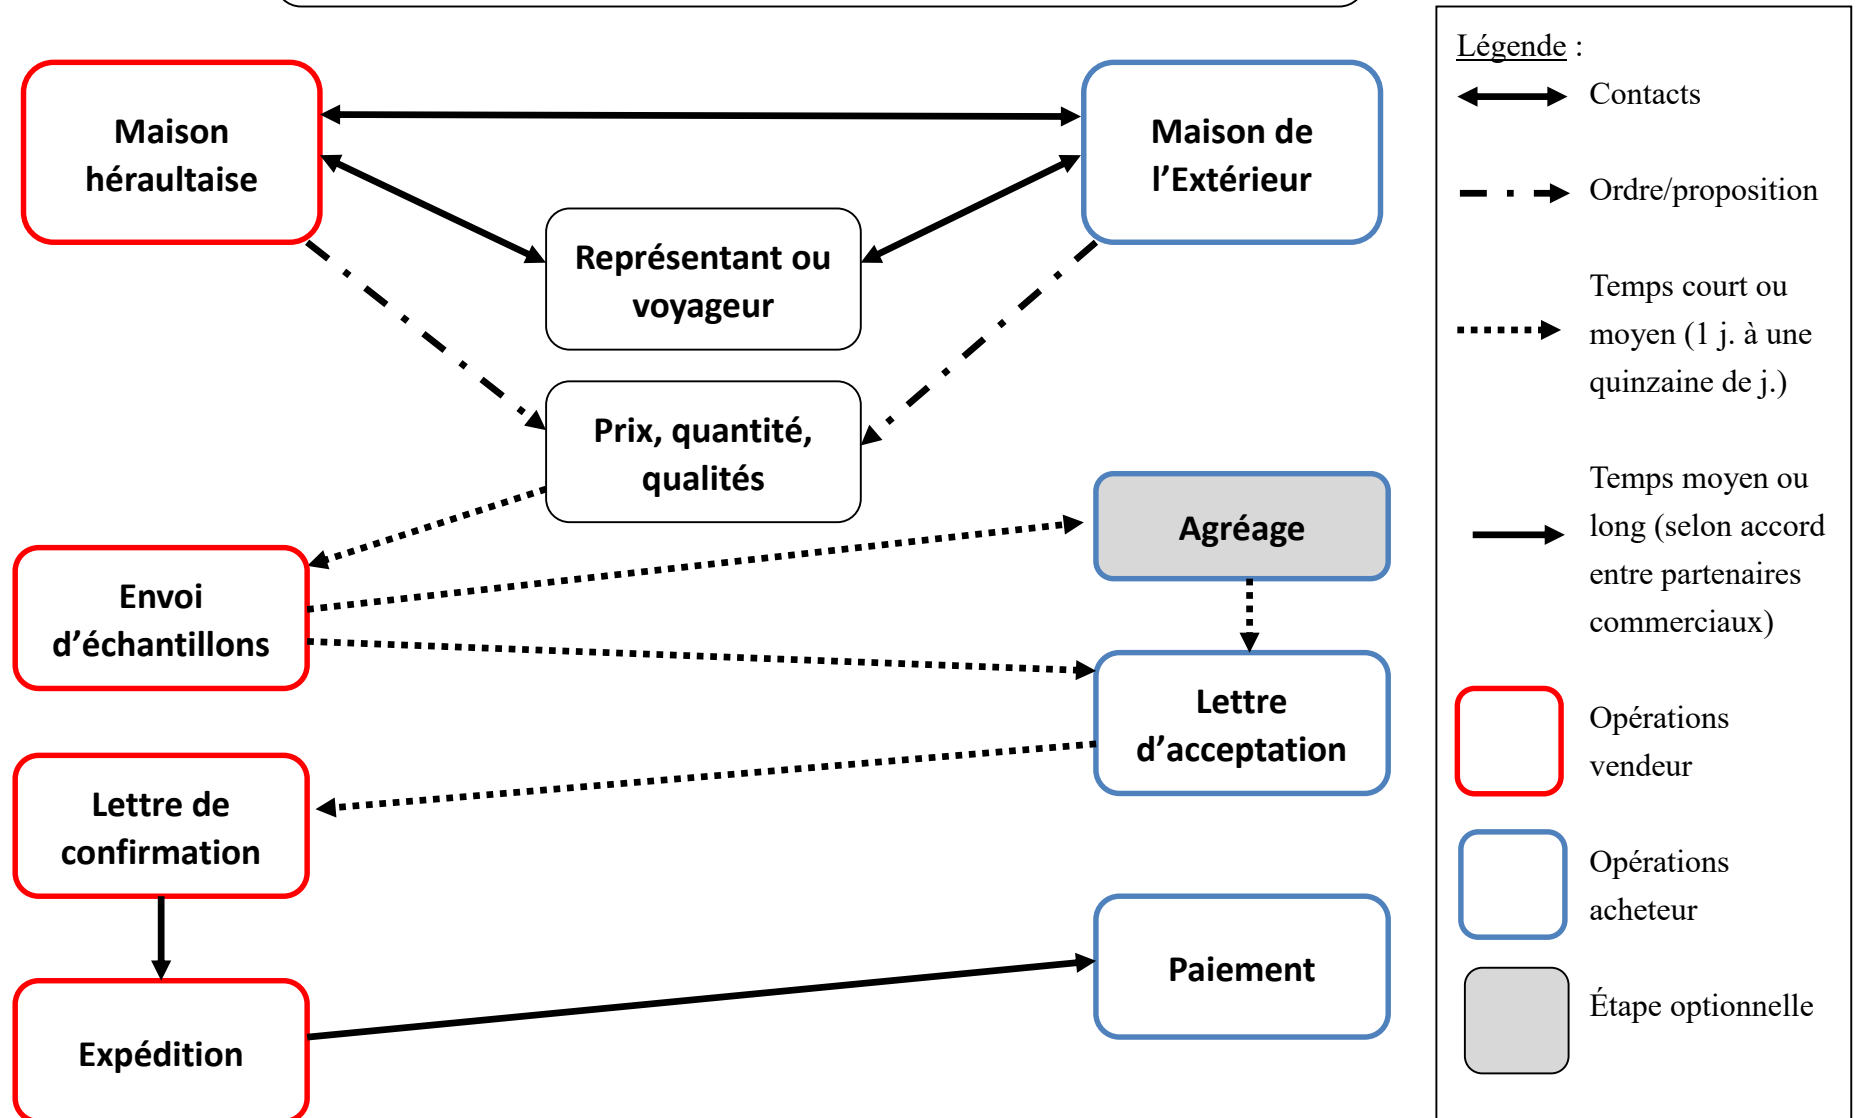 Maison
héraultaise
Maison de
l’Extérieur
Représentant ou
voyageur
Prix, quantité,
qualités
Agréage
Envoi
d’échantillons
Lettre
d’acceptation
Lettre de
confirmation
Paiement
Expédition
Légende :
Contacts
Ordre/proposition
Temps court ou
moyen (1 j. à une
quinzaine de j.)
Temps moyen ou
long (selon accord
entre partenaires
commerciaux)
Opérations
vendeur
Opérations
acheteur
Étape optionnelle